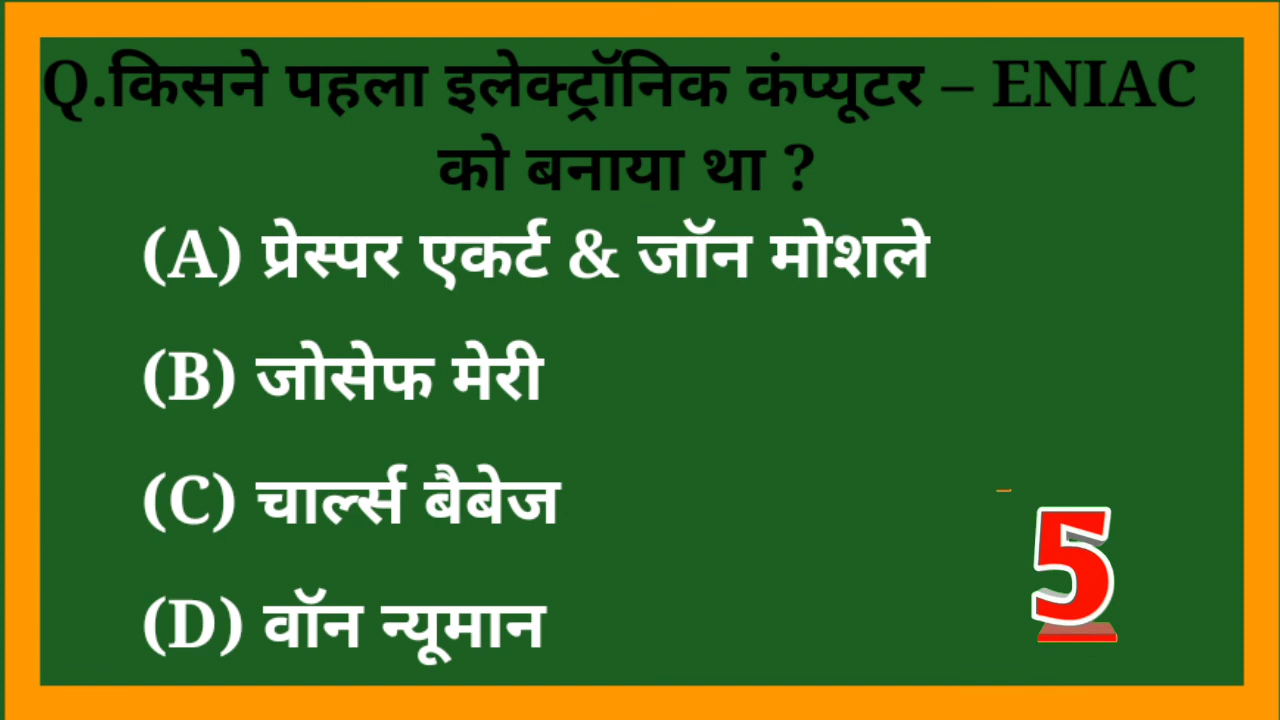 Q.किसने पहला इलेक्ट्रॉनिक कंप्यूटर – ENIAC
को बनाया था ?
(A) प्रेस्पर एकर्ट & जॉन मोशले
(B) जोसेफ मेरी
(C) चार्ल्स बैबेज
(D) वॉन न्यूमान
5